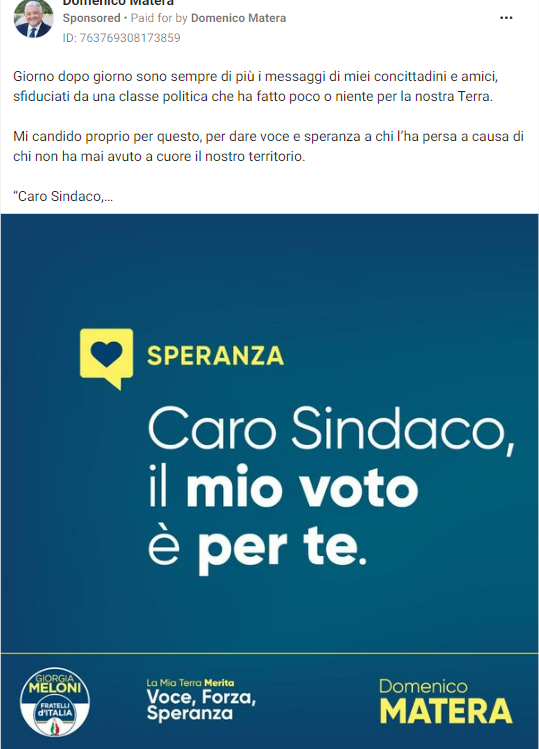 Domenico Matera
Sponsored • Paid for by Domenico Matera
ID: 763769308173859
Giorno dopo giorno sono sempre di più i messaggi di miei concittadini e amici,
sfiduciati da una classe politica che ha fatto poco o niente per la nostra Terra.
Mi candido proprio per questo, per dare voce e speranza a chi l’ha persa a causa di
chi non ha mai avuto a cuore il nostro territorio.
“Caro Sindaco,...
SPERANZA
Caro Sindaco,
il mio voto
è per te.
GIORGIA
MELONI
FRATELLI
d'ITALIA
La Mia Terra Merita
Voce, Forza,
Speranza
Domenico
MATERA